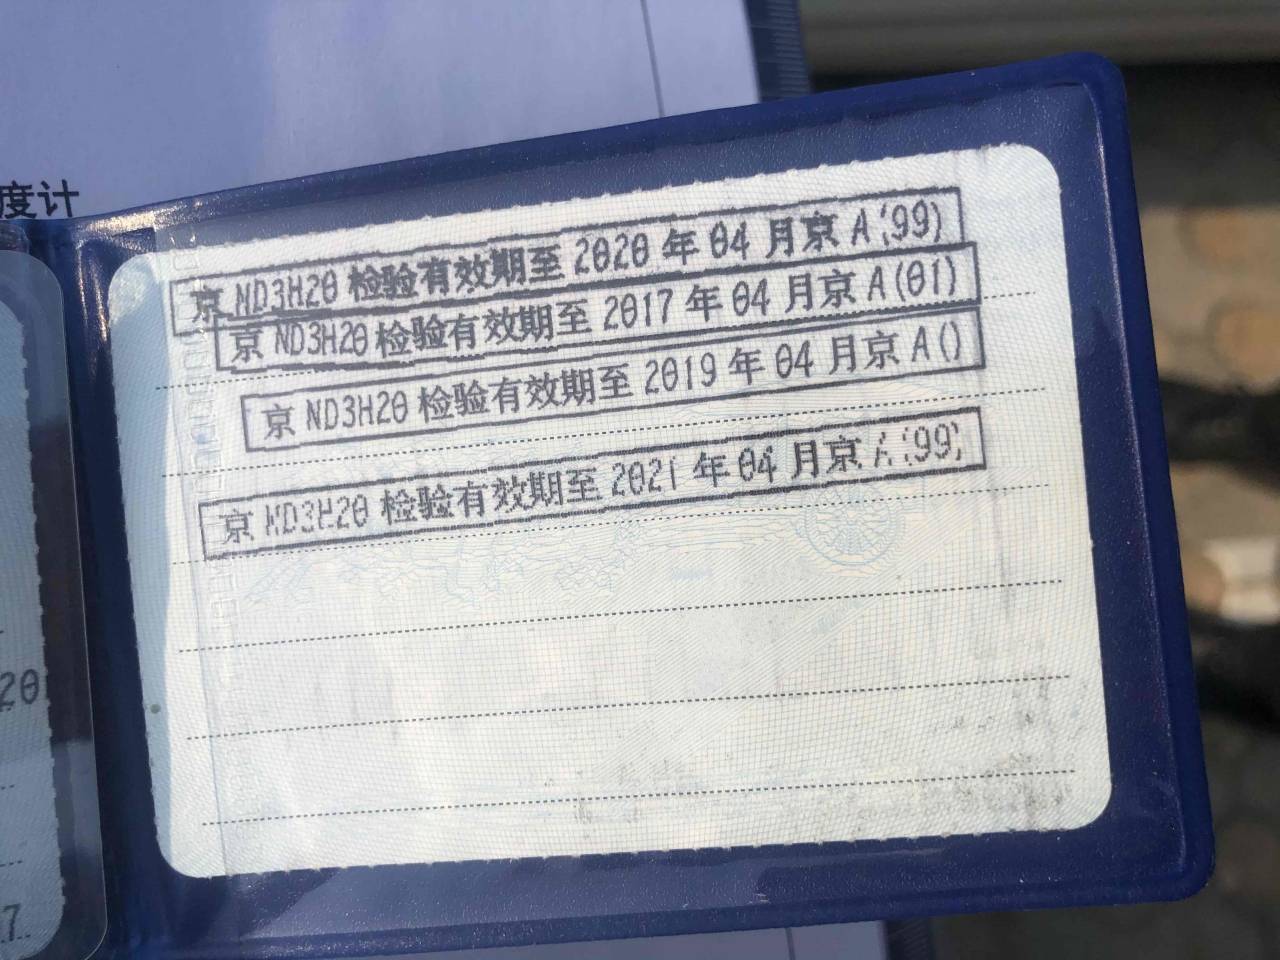 度计
京 ND3H20 检验有效期至 2020 年 04 月京 A(99)
京 ND3H20 检验有效期至 2017 年 04 月京 A(01)
京 ND3H20 检验有效期至 2019 年 04 月京 A()
京 ND3H20 检验有效期至 2021 年 04 月京 A(99)
20
7